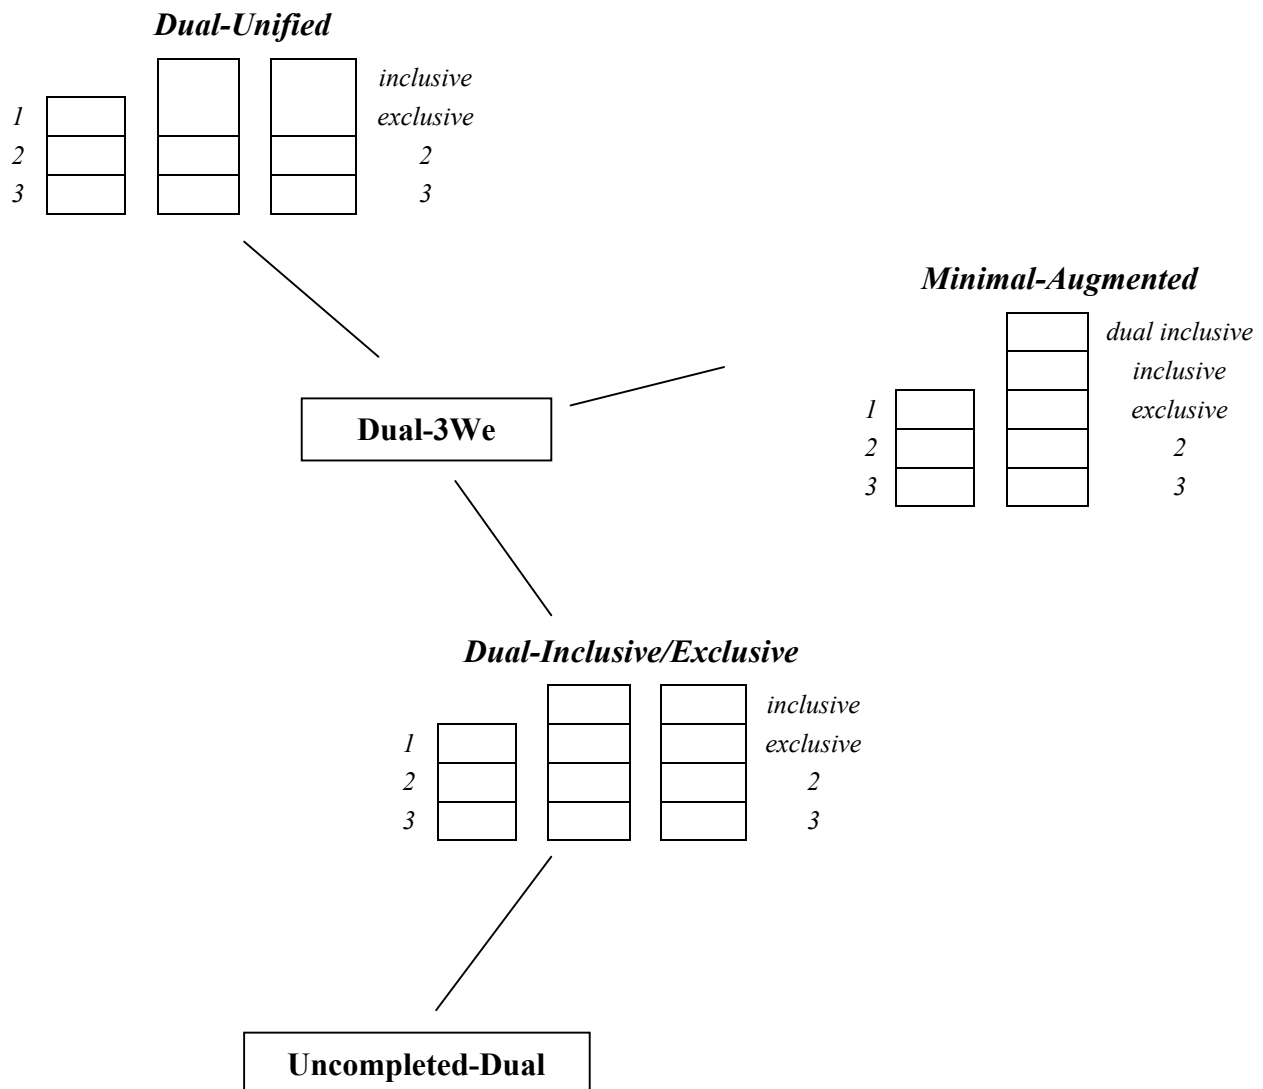 Dual-Unified
inclusive
1 exclusive
2 2
3 3
Minimal-Augmented
dual inclusive
inclusive
1 exclusive
2 2
3 3
Dual-3We
Dual-Inclusive/Exclusive
inclusive
1 exclusive
2 2
3 3
Uncompleted-Dual